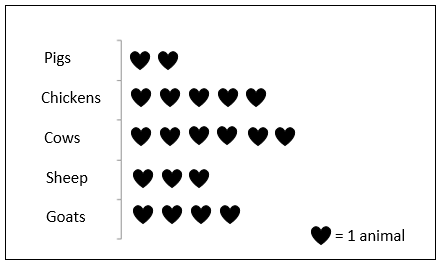 Pigs
Chickens
Cows
Sheep
Goats
= 1 animal